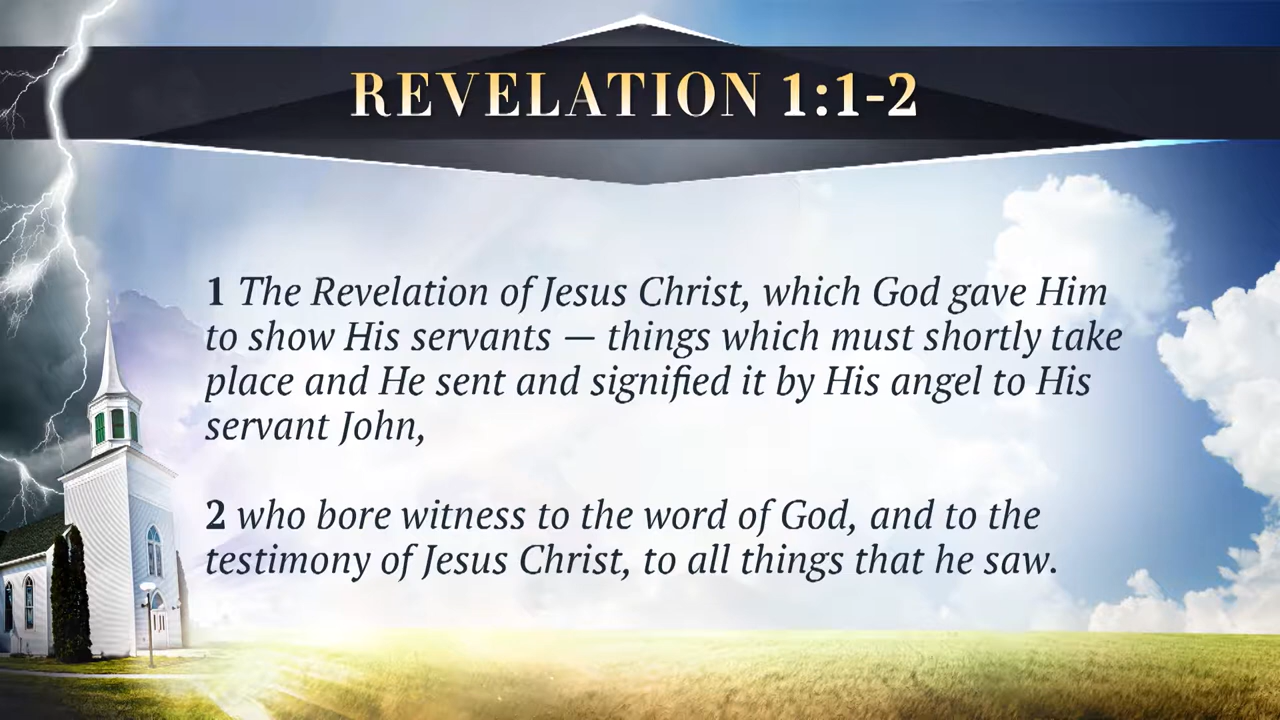 REVELATION 1:1-2
1 The Revelation of Jesus Christ, which God gave Him
to show His servants — things which must shortly take
place and He sent and signified it by His angel to His
servant John,
2 who bore witness to the word of God, and to the
testimony of Jesus Christ, to all things that he saw.